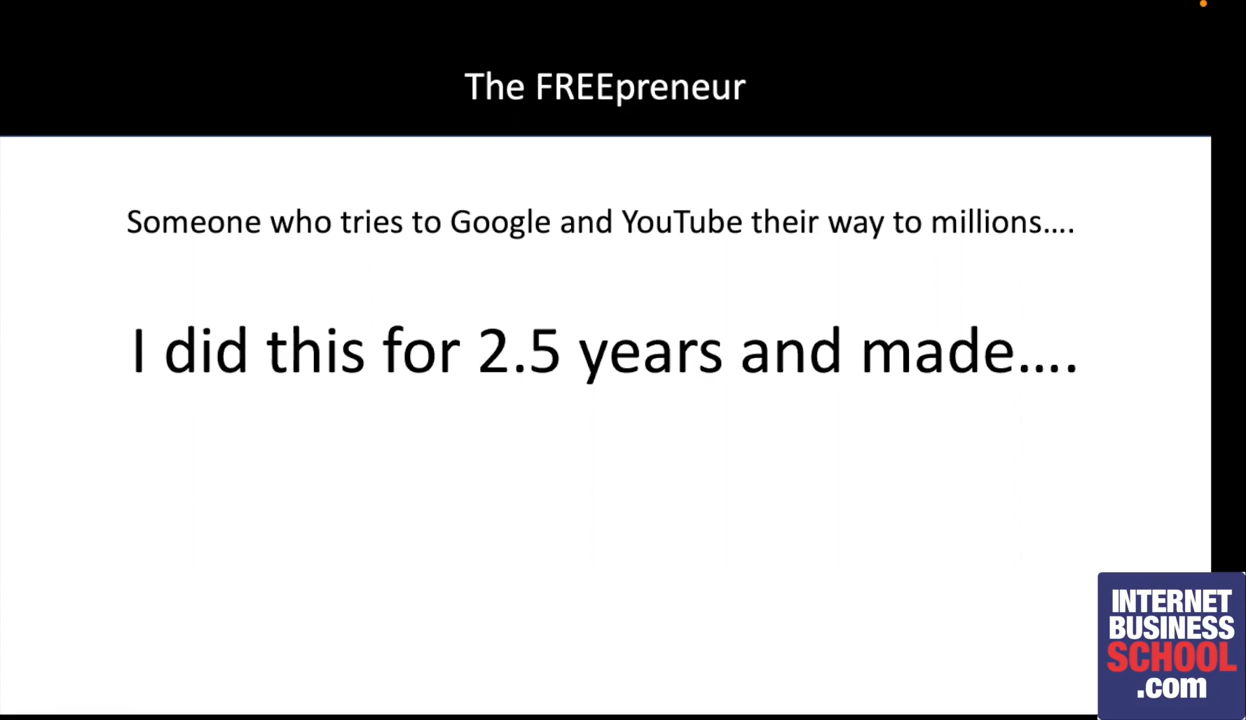 The FREEpreneur
Someone who tries to Google and YouTube their way to millions....
I did this for 2.5 years and made....
INTERNET
BUSINESS
SCHOOL
.com